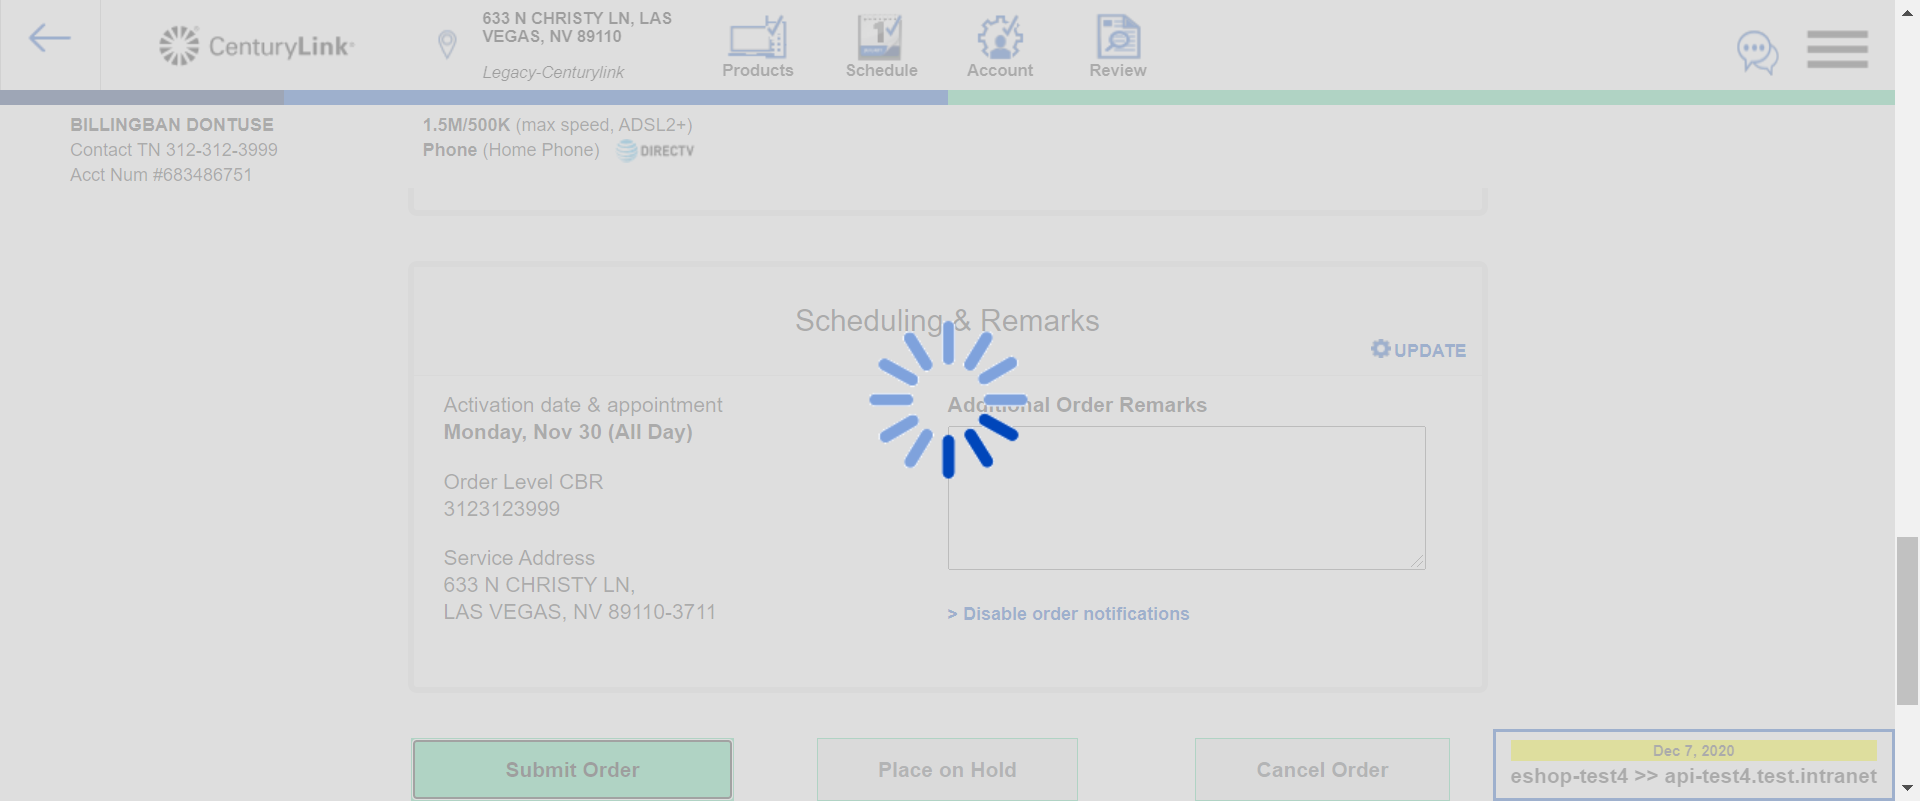 CenturyLink®
633 N CHRISTY LN, LAS
VEGAS, NV 89110
Legacy-Centurylink
Products
1
Schedule
Account
Review
BILLINGBAN DONTUSE
Contact TN 312-312-3999
Acct Num #683486751
1.5M/500K (max speed, ADSL2+)
Phone (Home Phone) DIRECTV
Scheduling & Remarks
UPDATE
Activation date & appointment
Monday, Nov 30 (All Day)
Order Level CBR
3123123999
Service Address
633 N CHRISTY LN,
LAS VEGAS, NV 89110-3711
Additional Order Remarks
> Disable order notifications
Submit Order
Place on Hold
Cancel Order
Dec 7, 2020
eshop-test4 >> api-test4.test.intranet